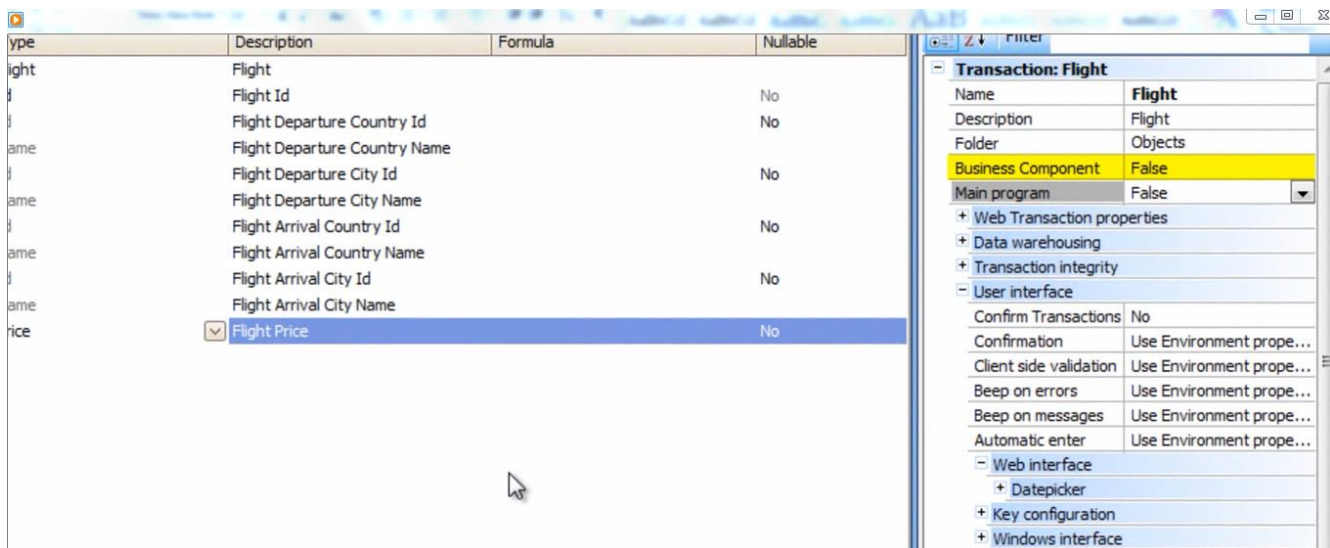 ype Description Formula Nullable
ight Flight
Flight Id No
Flight Departure Country Id No
ame Flight Departure Country Name
Flight Departure City Id No
ame Flight Departure City Name
Flight Arrival Country Id No
ame Flight Arrival Country Name
Flight Arrival City Id No
ame Flight Arrival City Name
rice Flight Price No
Filter
Transaction: Flight
Name Flight
Description Flight
Folder Objects
Business Component False
Main program False
Web Transaction properties
Data warehousing
Transaction integrity
User interface
Confirm Transactions No
Confirmation Use Environment prope...
Client side validation Use Environment prope...
Beep on errors Use Environment prope...
Beep on messages Use Environment prope...
Automatic enter Use Environment prope...
Web interface
Datepicker
Key configuration
Windows interface